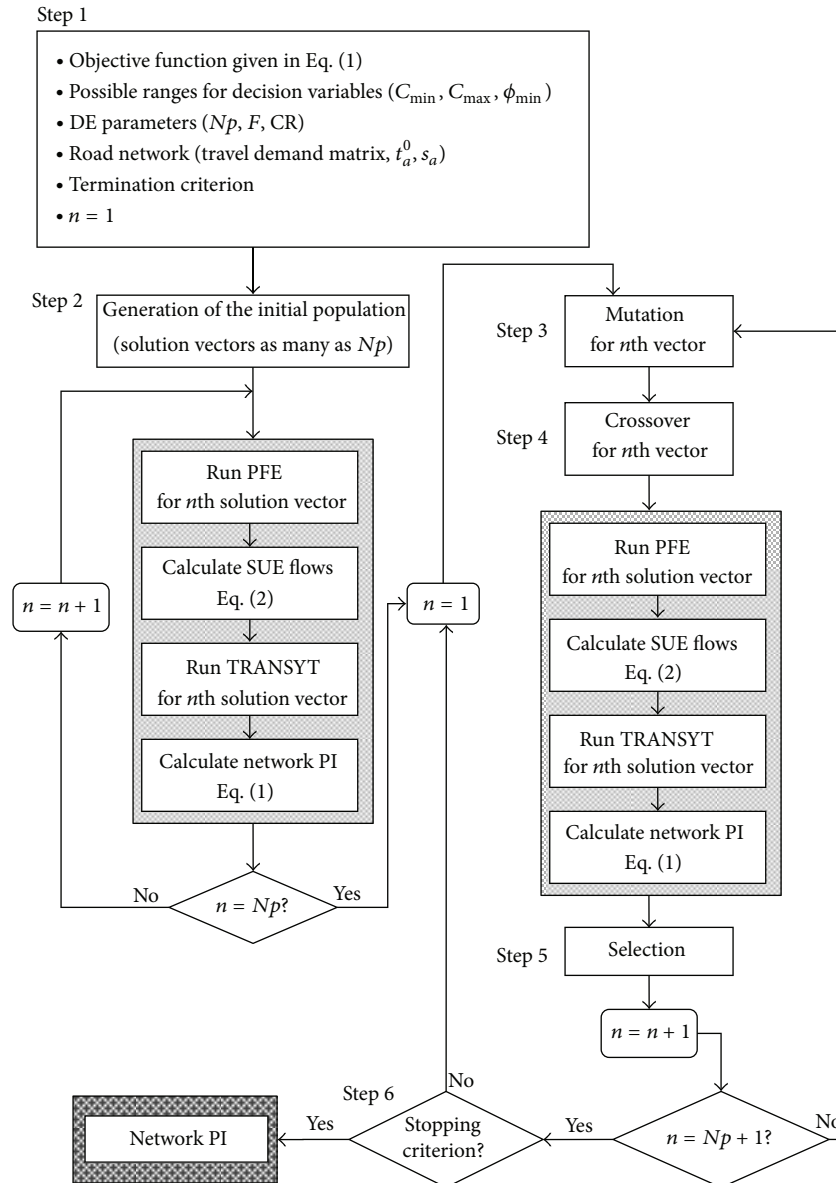 Step 1
• Objective function given in Eq. (1)
• Possible ranges for decision variables (C_min, C_max, ϕ_min)
• DE parameters (Np, F, CR)
• Road network (travel demand matrix, t_a^0, s_a)
• Termination criterion
• n = 1
Step 2
Generation of the initial population
(solution vectors as many as Np)
Run PFE
for nth solution vector
Calculate SUE flows
Eq. (2)
Run TRANSYT
for nth solution vector
Calculate network PI
Eq. (1)
n = n + 1
n = Np?
No
Yes
n = 1
Step 3
Mutation
for nth vector
Step 4
Crossover
for nth vector
Run PFE
for nth solution vector
Calculate SUE flows
Eq. (2)
Run TRANSYT
for nth solution vector
Calculate network PI
Eq. (1)
Step 5
Selection
n = n + 1
n = Np + 1?
No
Yes
Step 6
Stopping
criterion?
No
Yes
Network PI